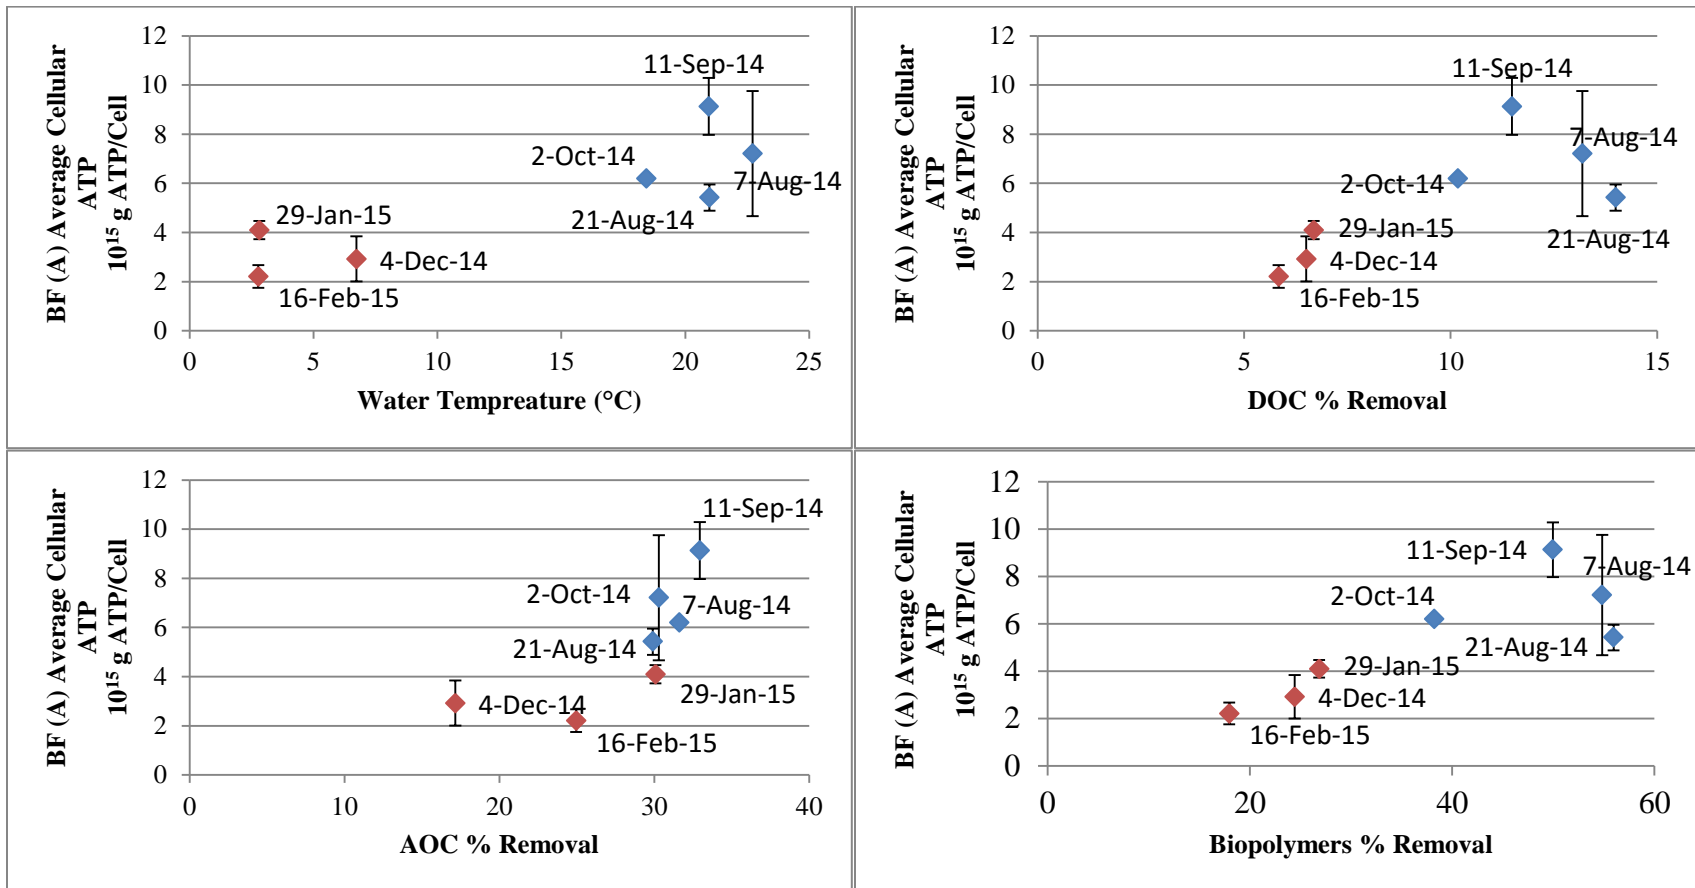 BF (A) Average Cellular
ATP
10¹⁵ g ATP/Cell
12
10
8
6
4
2
0
11-Sep-14
2-Oct-14
7-Aug-14
21-Aug-14
29-Jan-15
4-Dec-14
16-Feb-15
0 5 10 15 20 25
Water Tempreature (°C)
BF (A) Average Cellular
ATP
10¹⁵ g ATP/Cell
12
10
8
6
4
2
0
11-Sep-14
7-Aug-14
2-Oct-14
21-Aug-14
29-Jan-15
4-Dec-14
16-Feb-15
0 5 10 15
DOC % Removal
BF (A) Average Cellular
ATP
10¹⁵ g ATP/Cell
12
10
8
6
4
2
0
11-Sep-14
2-Oct-14
7-Aug-14
21-Aug-14
29-Jan-15
4-Dec-14
16-Feb-15
0 10 20 30 40
AOC % Removal
BF (A) Average Cellular
ATP
10¹⁵ g ATP/Cell
12
10
8
6
4
2
0
11-Sep-14
7-Aug-14
2-Oct-14
21-Aug-14
29-Jan-15
4-Dec-14
16-Feb-15
0 20 40 60
Biopolymers % Removal